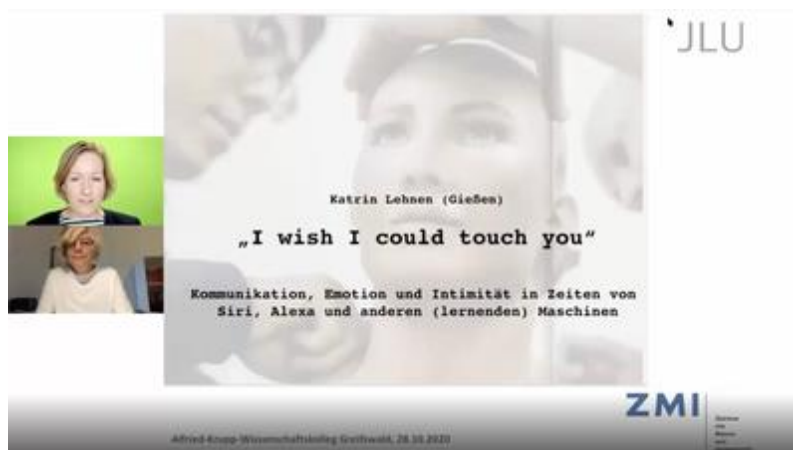 JLU
Katrin Lehnen (Gießen)
„I wish I could touch you“
Kommunikation, Emotion und Intimität in Zeiten von
Siri, Alexa und anderen (lernenden) Maschinen
ZMI
Alfried-Krupp-Wissenschaftskolleg Greifswald, 28.10.2020